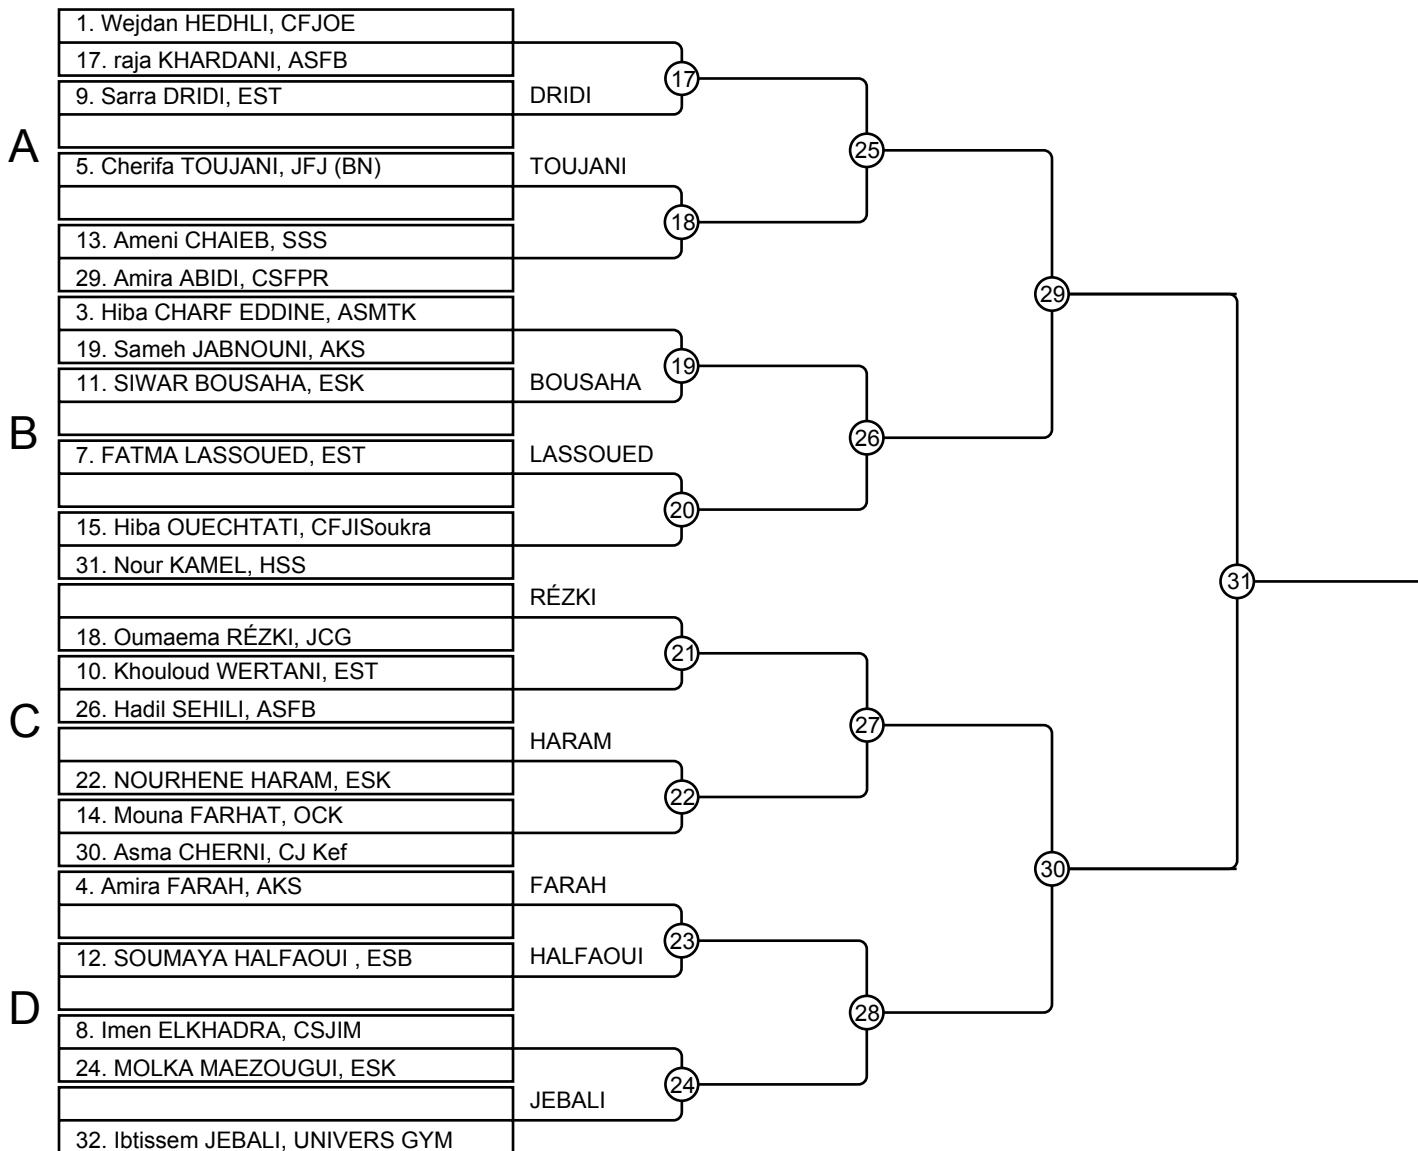 1. Wejdan HEDHLI, CFJOE
17. raja KHARDANI, ASFB
17
9. Sarra DRIDI, EST
DRIDI
A
25
5. Cherifa TOUJANI, JFJ (BN)
TOUJANI
18
13. Ameni CHAIEB, SSS
29. Amira ABIDI, CSFPR
29
3. Hiba CHARF EDDINE, ASMTK
19. Sameh JABNOUNI, AKS
19
11. SIWAR BOUSAHA, ESK
BOUSAHA
B
26
7. FATMA LASSOUED, EST
LASSOUED
20
15. Hiba OUECHTATI, CFJISoukra
31. Nour KAMEL, HSS
31
RÉZKI
18. Oumaema RÉZKI, JCG
21
10. Khouloud WERTANI, EST
26. Hadil SEHILI, ASFB
C
27
HARAM
22. NOURHENE HARAM, ESK
22
14. Mouna FARHAT, OCK
30. Asma CHERNI, CJ Kef
30
4. Amira FARAH, AKS
FARAH
23
12. SOUMAYA HALFAOUI , ESB
HALFAOUI
D
28
8. Imen ELKHADRA, CSJIM
24. MOLKA MAEZOUGUI, ESK
24
JEBALI
32. Ibtissem JEBALI, UNIVERS GYM